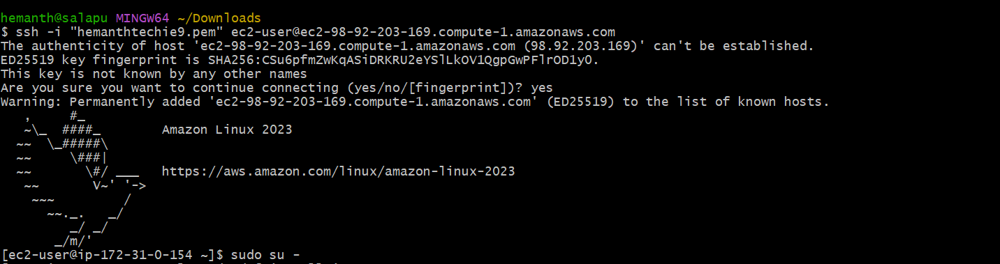 hemanth@salapu MINGW64 ~/Downloads
$ ssh -i "hemanthtechie9.pem" ec2-user@ec2-98-92-203-169.compute-1.amazonaws.com
The authenticity of host 'ec2-98-92-203-169.compute-1.amazonaws.com (98.92.203.169)' can't be established.
ED25519 key fingerprint is SHA256:CSu6pfmZwKqASiDRKRU2eYSlLkOV1QgpGwPFlrOD1y0.
This key is not known by any other names
Are you sure you want to continue connecting (yes/no/[fingerprint])? yes
Warning: Permanently added 'ec2-98-92-203-169.compute-1.amazonaws.com' (ED25519) to the list of known hosts.
   ,     #_
   ~\_  ####_        Amazon Linux 2023
  ~~  \_#####\
  ~~     \###|
  ~~       \#/ ___   https://aws.amazon.com/linux/amazon-linux-2023
   ~~       V~' '->
    ~~~         /
      ~~._.   _/
         _/ _/
       _/m/'
[ec2-user@ip-172-31-0-154 ~]$ sudo su -